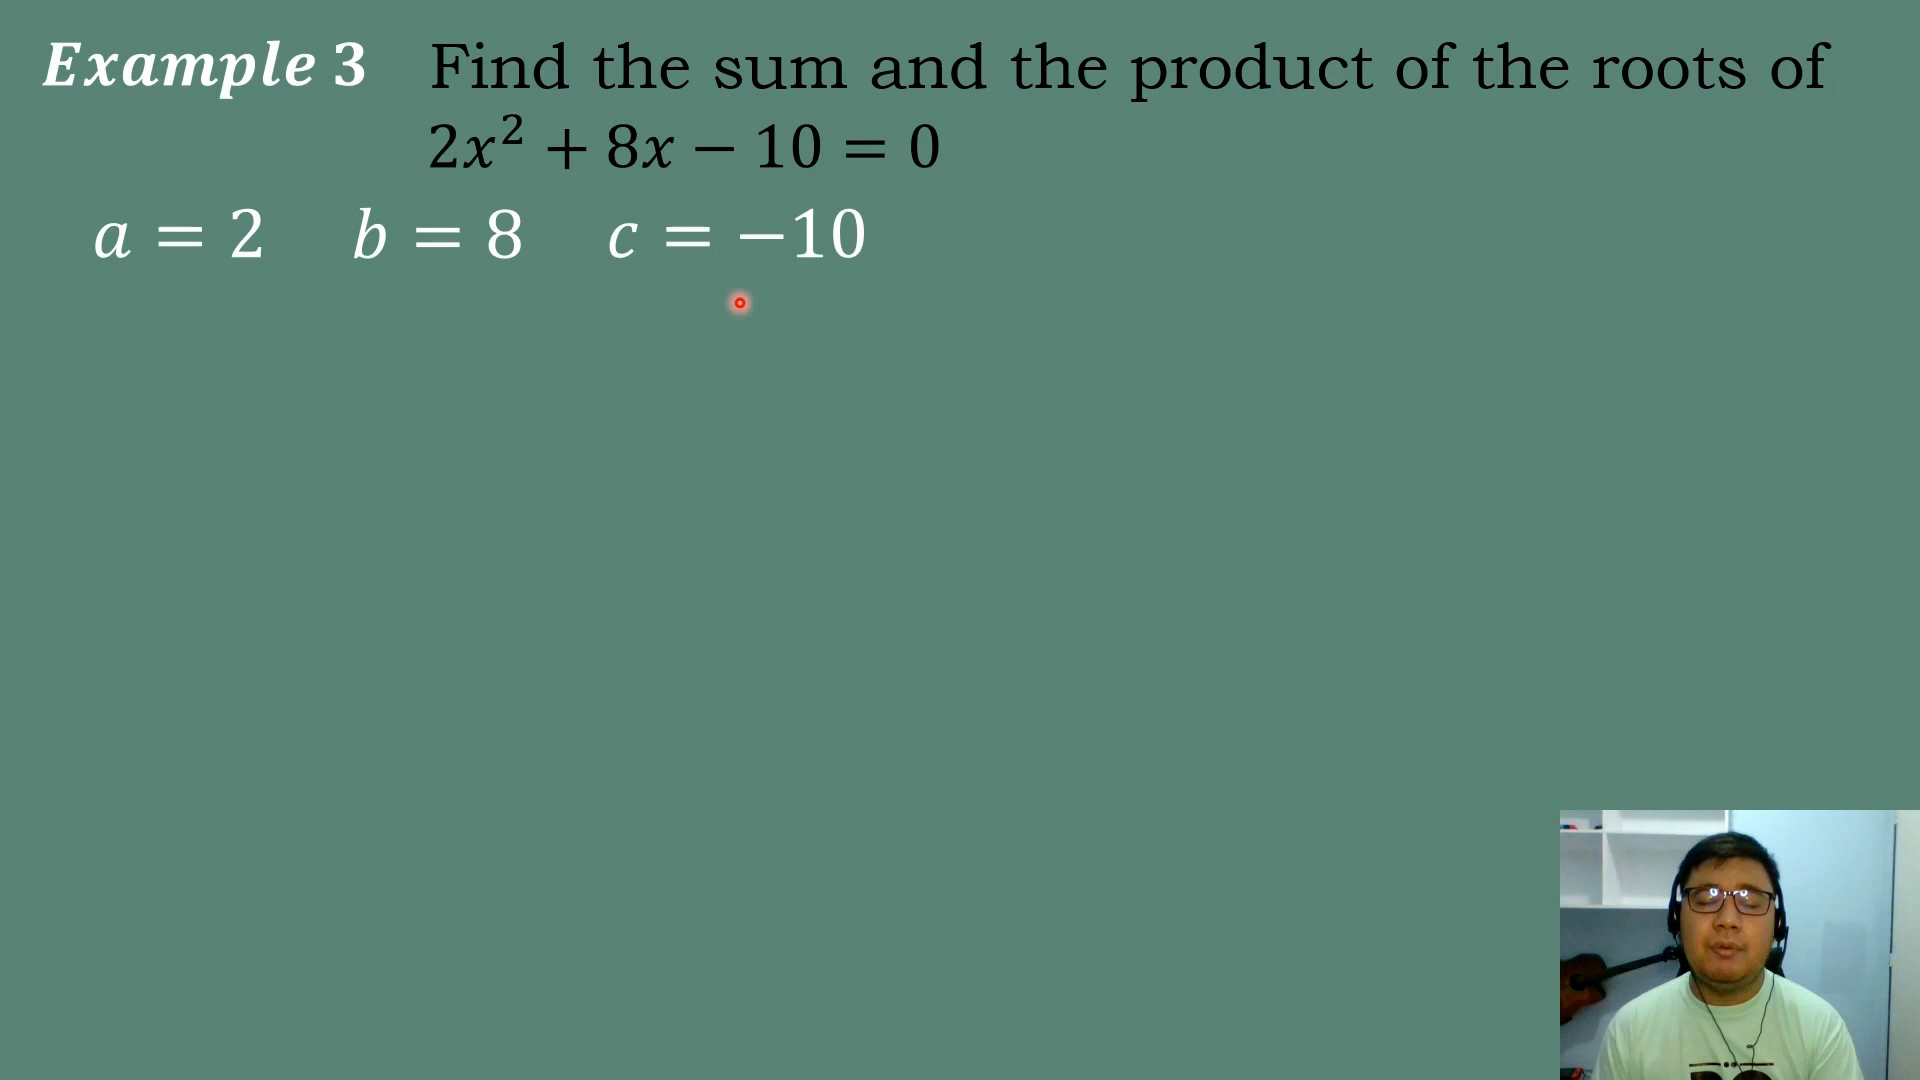 Example 3 Find the sum and the product of the roots of
2x² + 8x − 10 = 0
a = 2 b = 8 c = −10